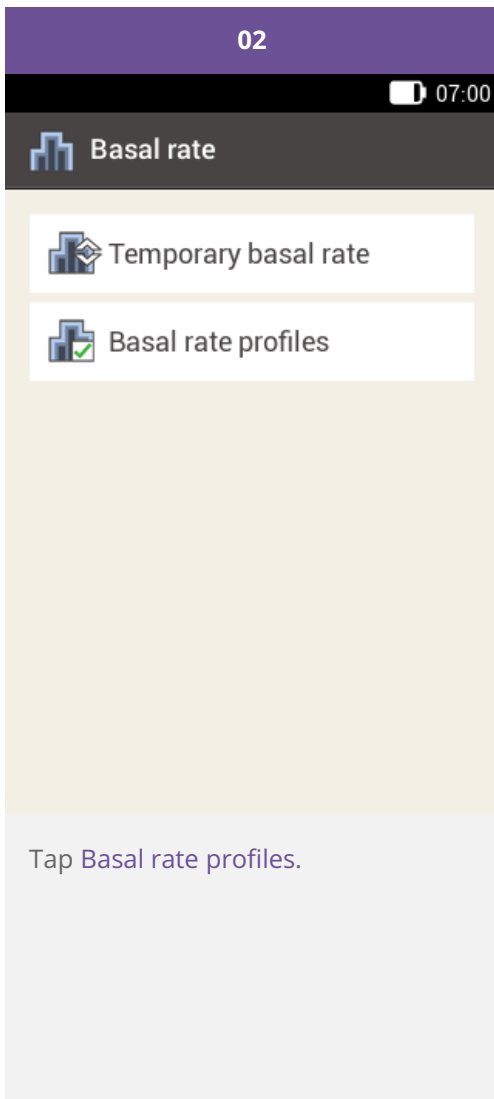 02
07:00
Basal rate
Temporary basal rate
Basal rate profiles
Tap Basal rate profiles.